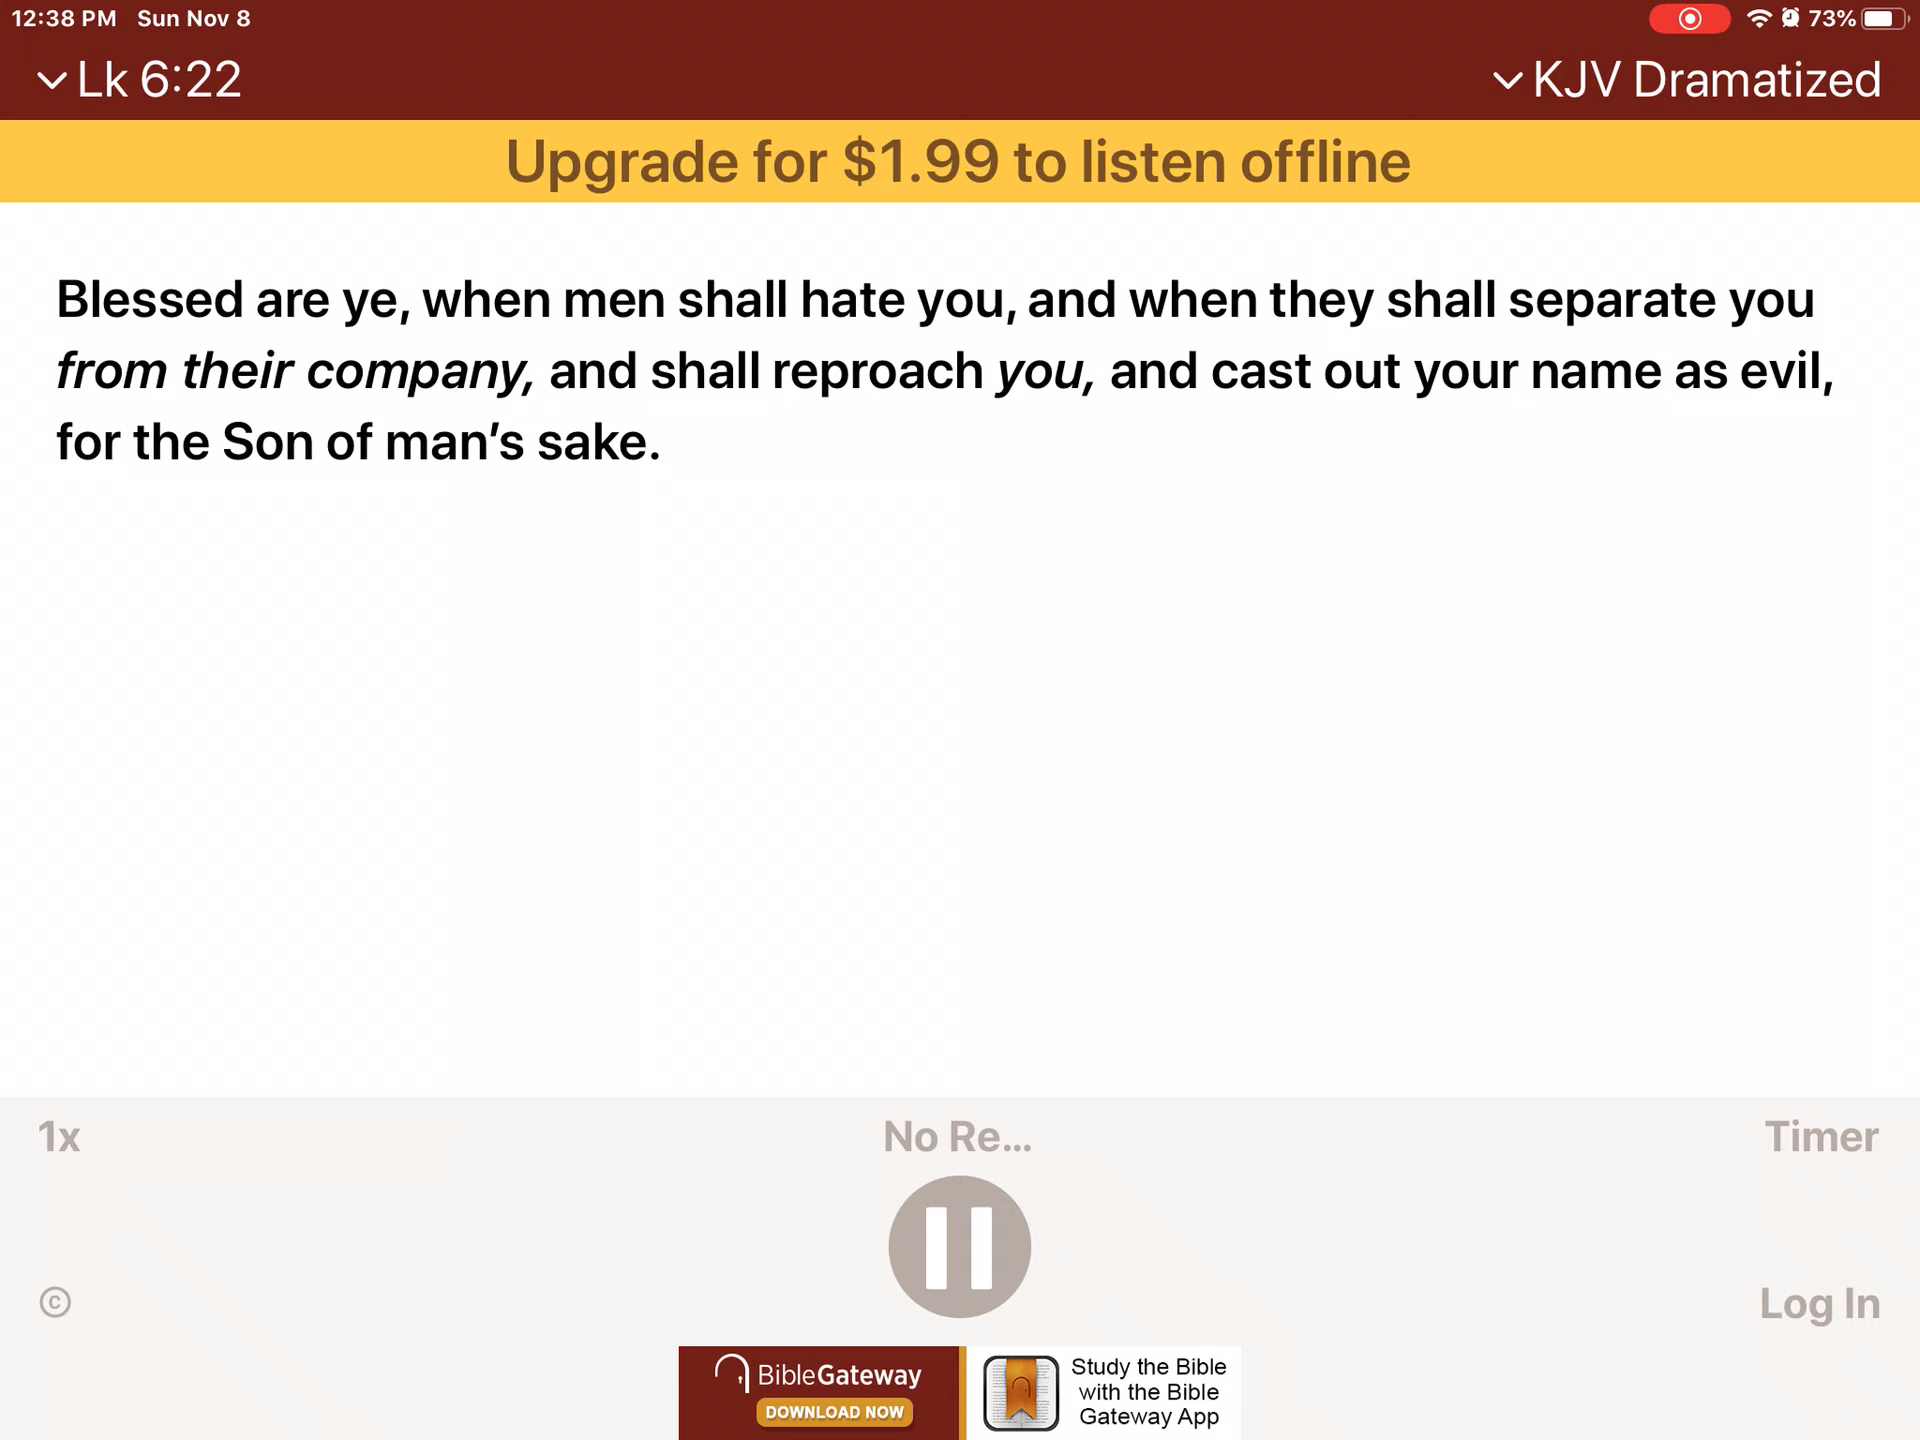 12:38 PM Sun Nov 8
73%
Lk 6:22
KJV Dramatized
Upgrade for $1.99 to listen offline
Blessed are ye, when men shall hate you, and when they shall separate you
from their company, and shall reproach you, and cast out your name as evil,
for the Son of man’s sake.
1x
No Re...
Timer
©
Log In
BibleGateway
DOWNLOAD NOW
Study the Bible
with the Bible
Gateway App